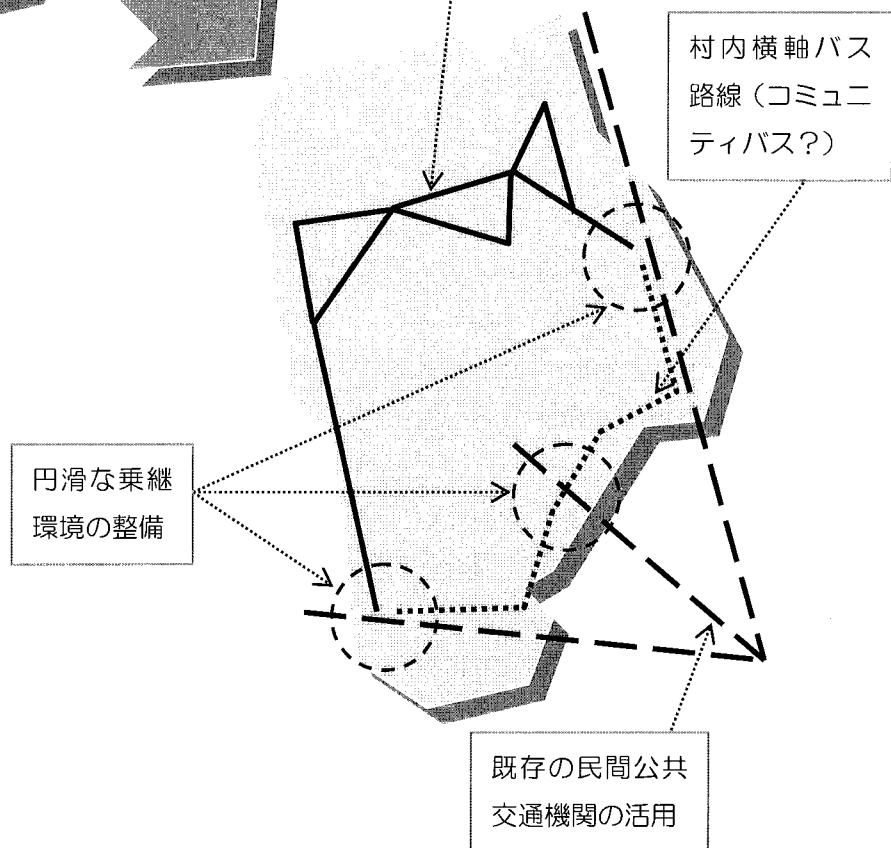 村内横軸バス
路線（コミュニ
ティバス？）
円滑な乗継
環境の整備
既存の民間公共
交通機関の活用